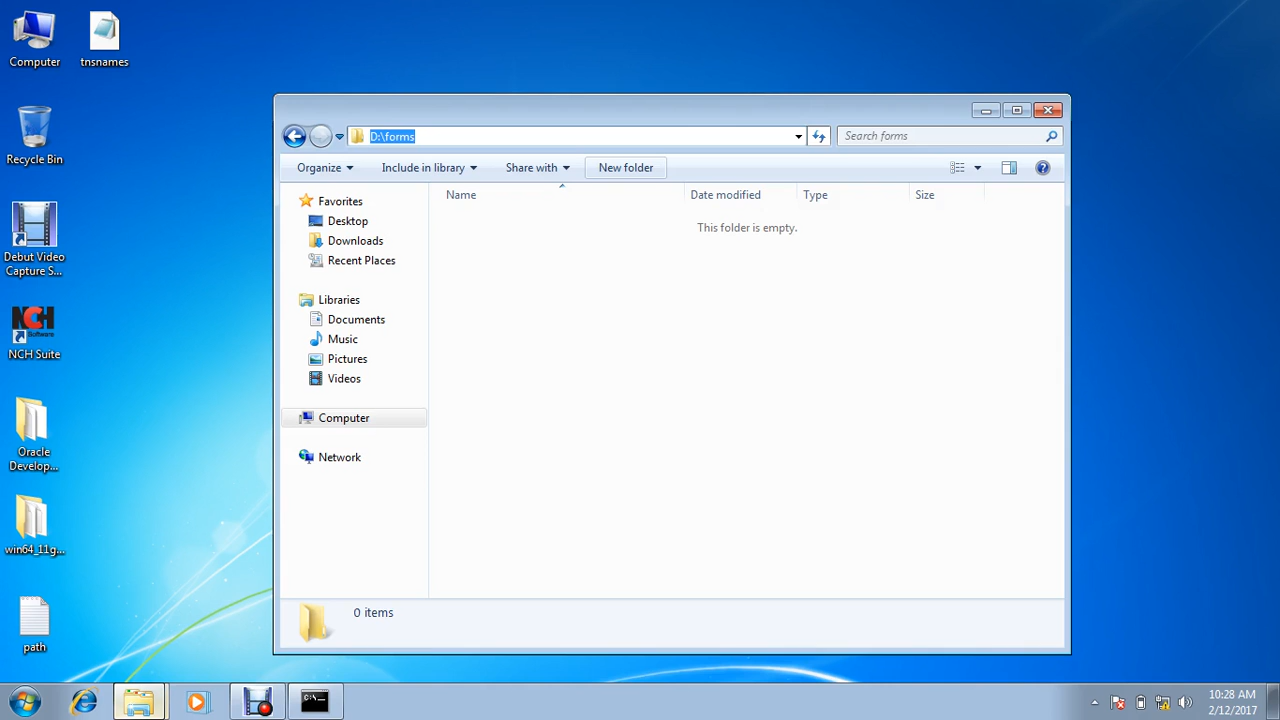 Computer
tnsnames
Recycle Bin
Debut Video
Capture S...
NCH
Software
NCH Suite
Oracle
Develop...
win64_11g...
path
D:\forms
Search forms
Organize
Include in library
Share with
New folder
Name
Date modified
Type
Size
This folder is empty.
Favorites
Desktop
Downloads
Recent Places
Libraries
Documents
Music
Pictures
Videos
Computer
Network
0 items
C:\
10:28 AM
2/12/2017